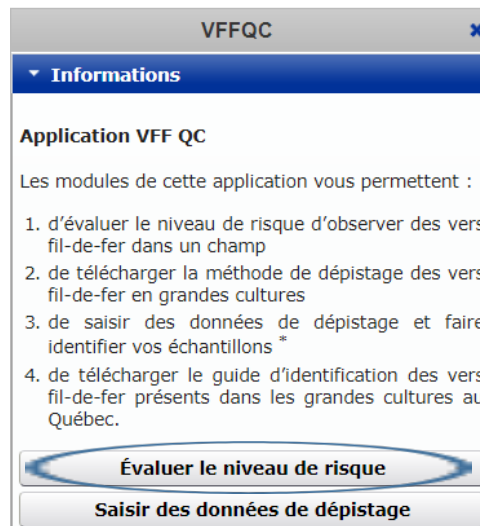 VFFQC
Informations
Application VFF QC
Les modules de cette application vous permettent :
1. d'évaluer le niveau de risque d'observer des vers
fil-de-fer dans un champ
2. de télécharger la méthode de dépistage des vers
fil-de-fer en grandes cultures
3. de saisir des données de dépistage et faire
identifier vos échantillons *
4. de télécharger le guide d'identification des vers
fil-de-fer présents dans les grandes cultures au
Québec.
Évaluer le niveau de risque
Saisir des données de dépistage